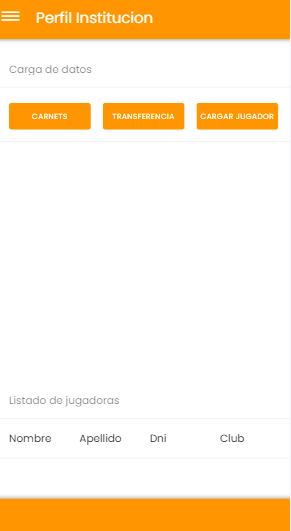 Perfil Institucion
Carga de datos
CARNETS TRANSFERENCIA CARGAR JUGADOR
Listado de jugadoras
Nombre Apellido Dni Club